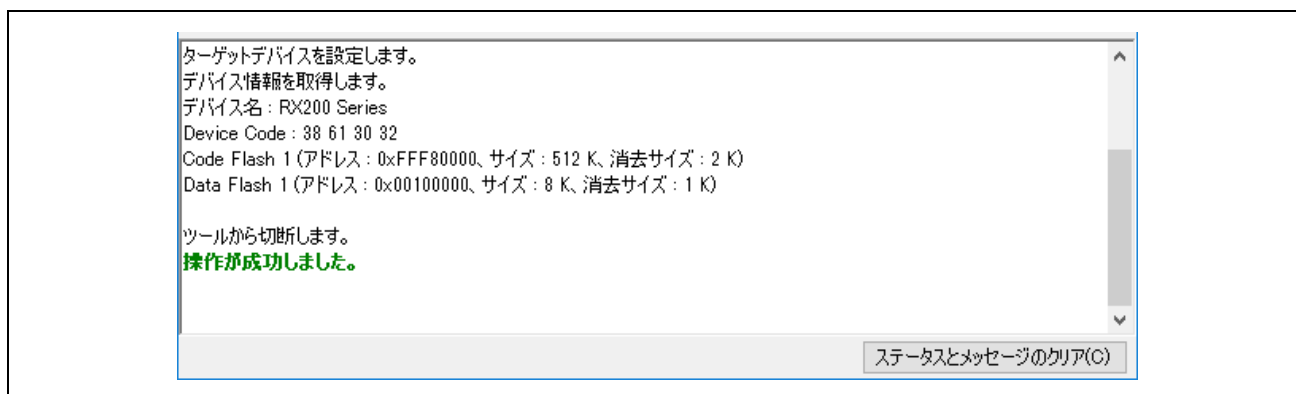 ターゲットデバイスを設定します。
デバイス情報を取得します。
デバイス名 : RX200 Series
Device Code : 38 61 30 32
Code Flash 1 (アドレス : 0xFFF80000、サイズ : 512 K、消去サイズ : 2 K)
Data Flash 1 (アドレス : 0x00100000、サイズ : 8 K、消去サイズ : 1 K)
ツールから切断します。
操作が成功しました。
ステータスとメッセージのクリア(C)